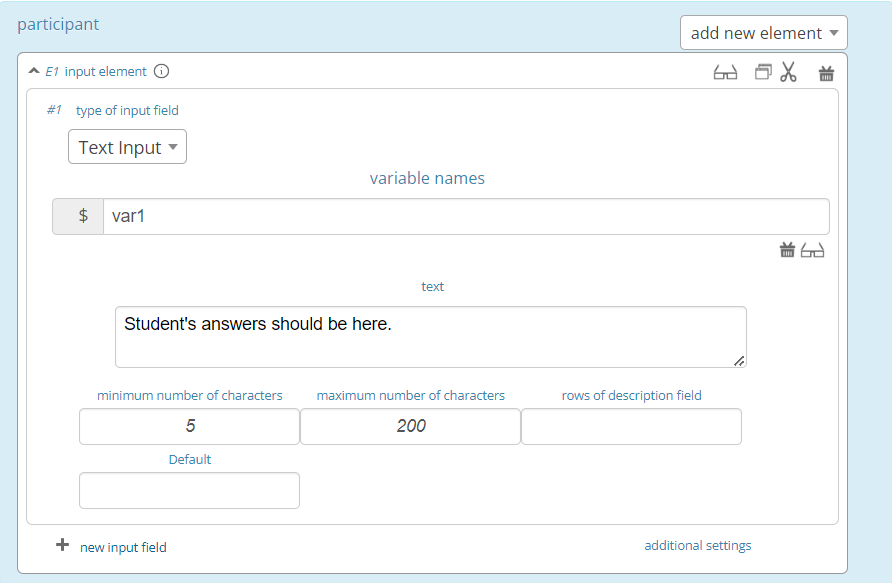 participant
add new element
E1 input element
#1 type of input field
Text Input
variable names
$ var1
text
Student's answers should be here.
minimum number of characters maximum number of characters rows of description field
5 200
Default
+ new input field additional settings